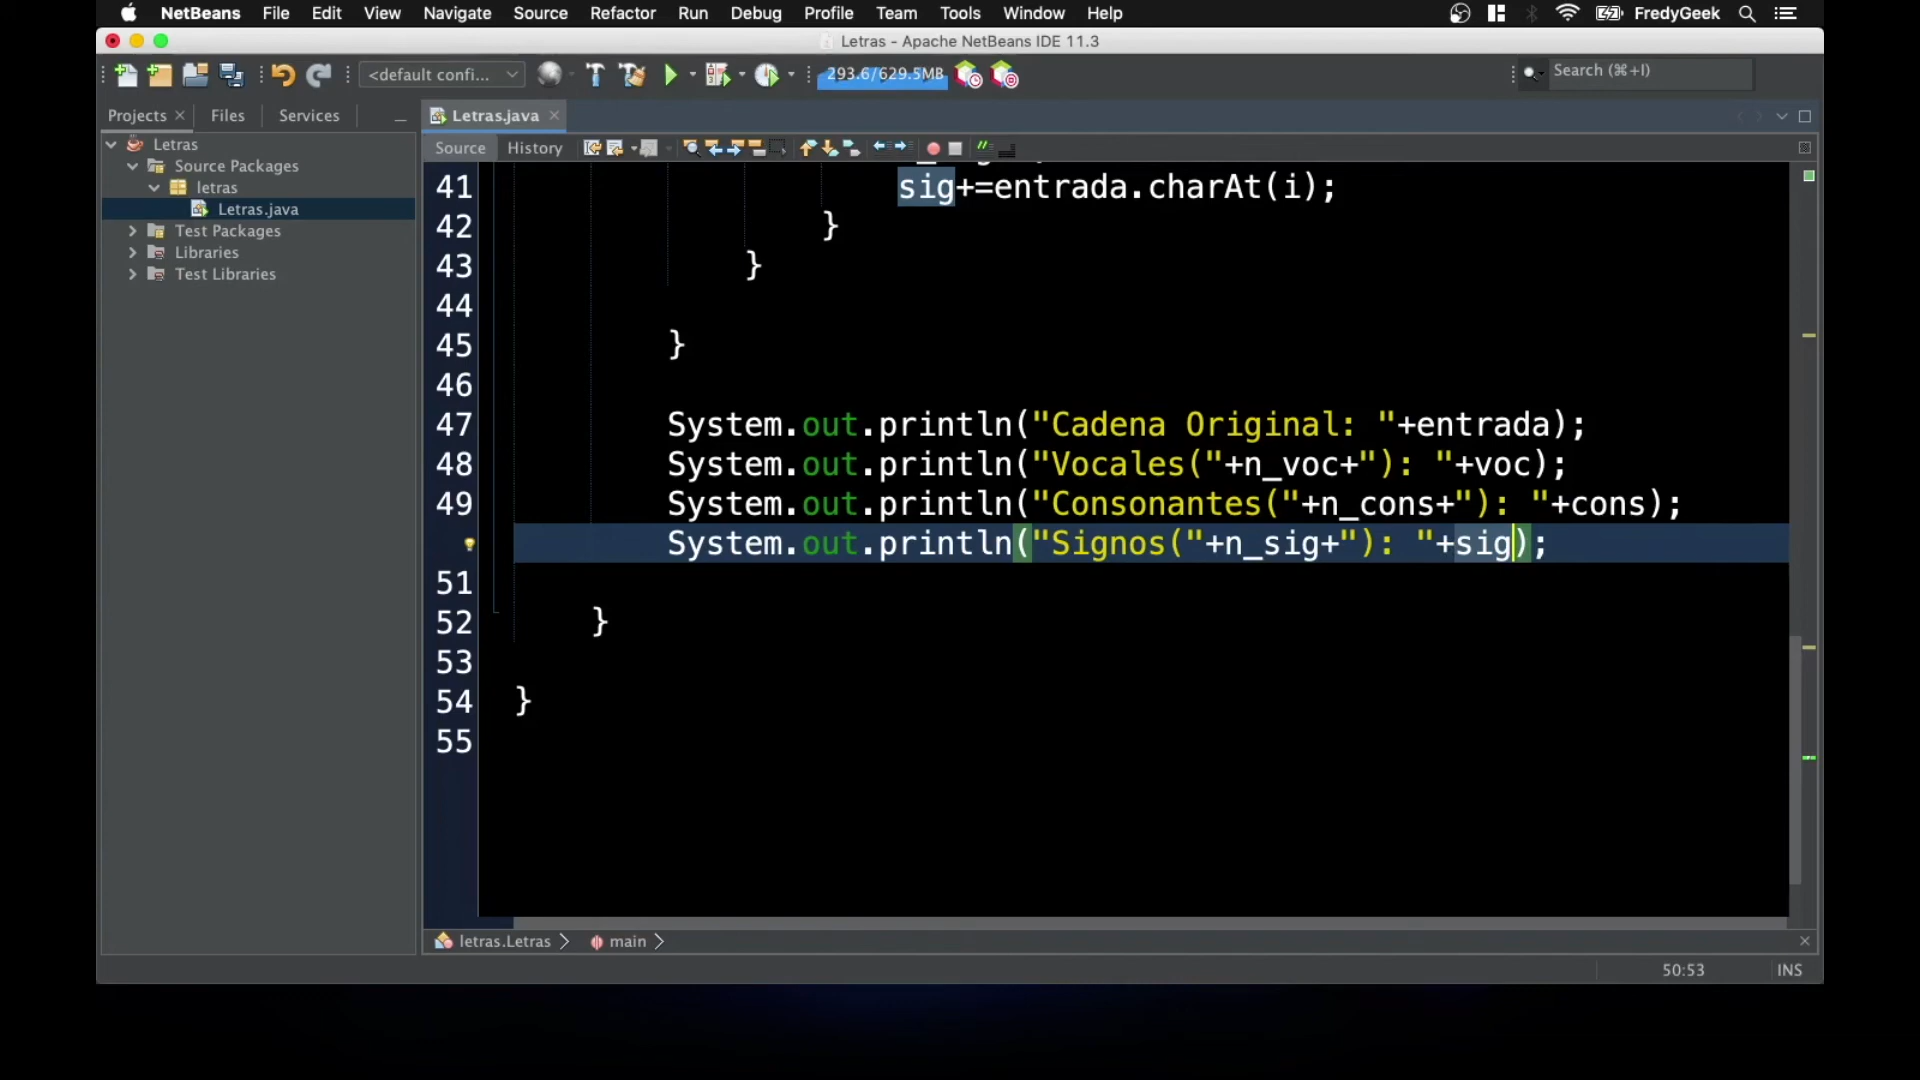 NetBeans File Edit View Navigate Source Refactor Run Debug Profile Team Tools Window Help FredyGeek
Letras - Apache NetBeans IDE 11.3
<default confi... 293.6/629.5MB Search (⌘+I)
Projects Files Services Letras.java
Source History
Letras
Source Packages
letras
Letras.java
Test Packages
Libraries
Test Libraries
41 sig+=entrada.charAt(i);
42 }
43 }
44
45 }
46
47 System.out.println("Cadena Original: "+entrada);
48 System.out.println("Vocales("+n_voc+"): "+voc);
49 System.out.println("Consonantes("+n_cons+"): "+cons);
System.out.println("Signos("+n_sig+"): "+sig);
51
52 }
53
54 }
55
letras.Letras main
50:53 INS